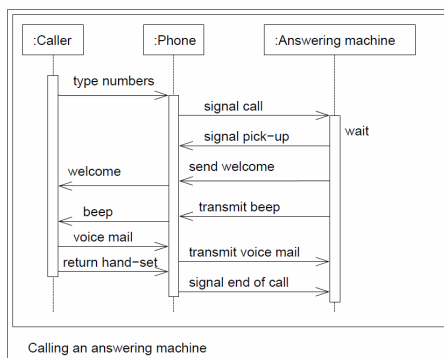 :Caller
:Phone
:Answering machine
type numbers
signal call
wait
signal pick-up
send welcome
welcome
transmit beep
beep
voice mail
transmit voice mail
return hand-set
signal end of call
Calling an answering machine